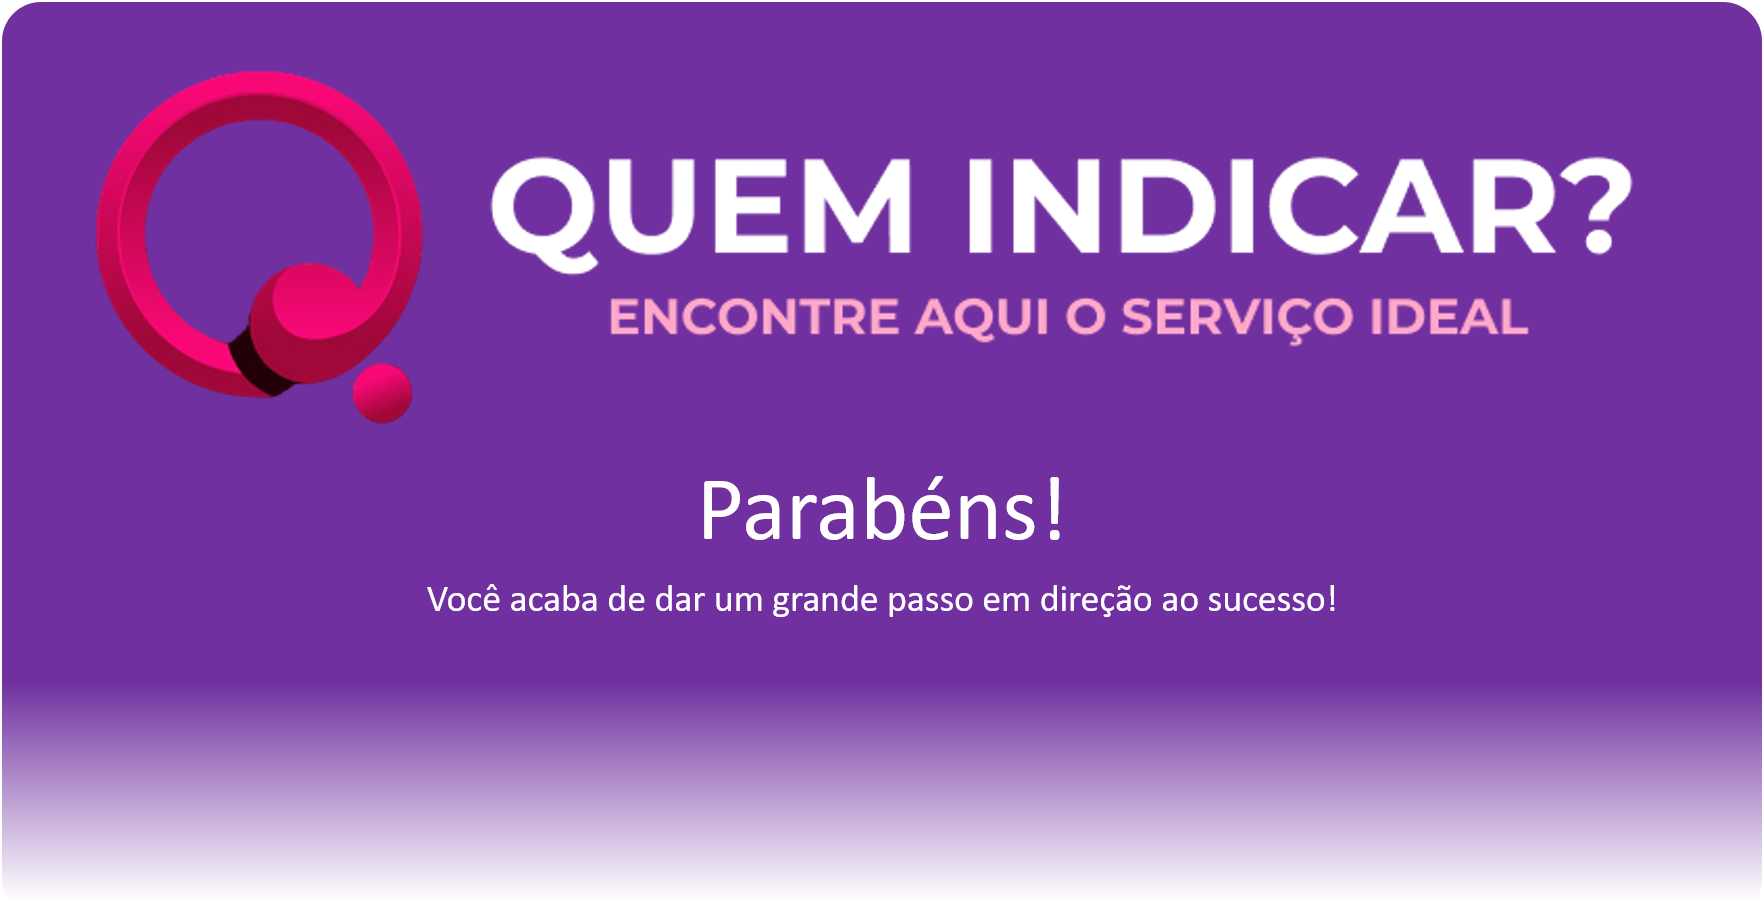 QUEM INDICAR?
ENCONTRE AQUI O SERVIÇO IDEAL
Parabéns!
Você acaba de dar um grande passo em direção ao sucesso!